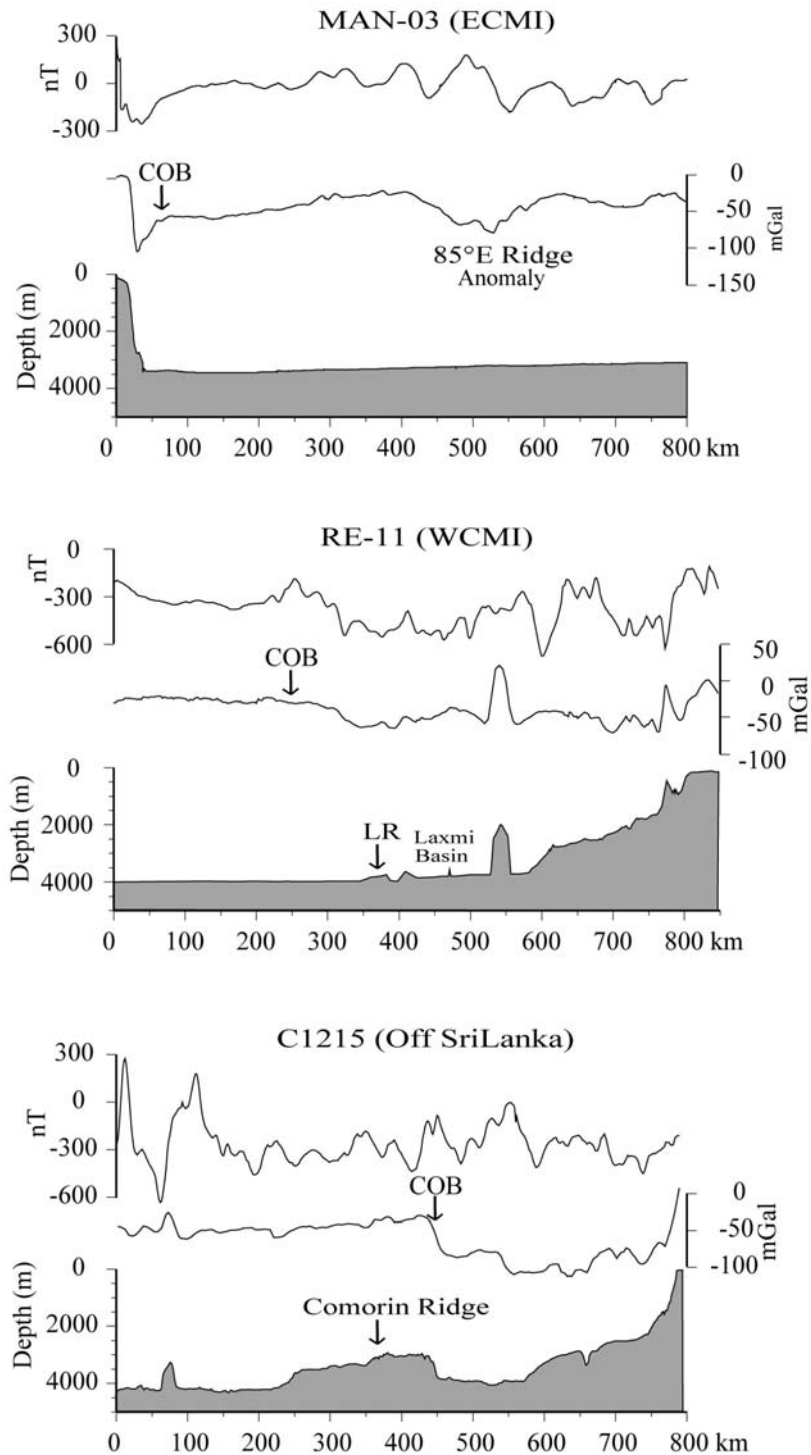 MAN-03 (ECMI)
300
0
-300
nT
COB
0
-50
-100
-150
mGal
85°E Ridge
Anomaly
0
2000
4000
Depth (m)
0 100 200 300 400 500 600 700 800 km
RE-11 (WCMI)
0
-300
-600
nT
COB
50
0
-50
-100
mGal
0
2000
4000
Depth (m)
LR
Laxmi
Basin
0 100 200 300 400 500 600 700 800 km
C1215 (Off SriLanka)
300
0
-300
-600
nT
COB
0
-50
-100
mGal
0
2000
4000
Depth (m)
Comorin Ridge
0 100 200 300 400 500 600 700 800 km